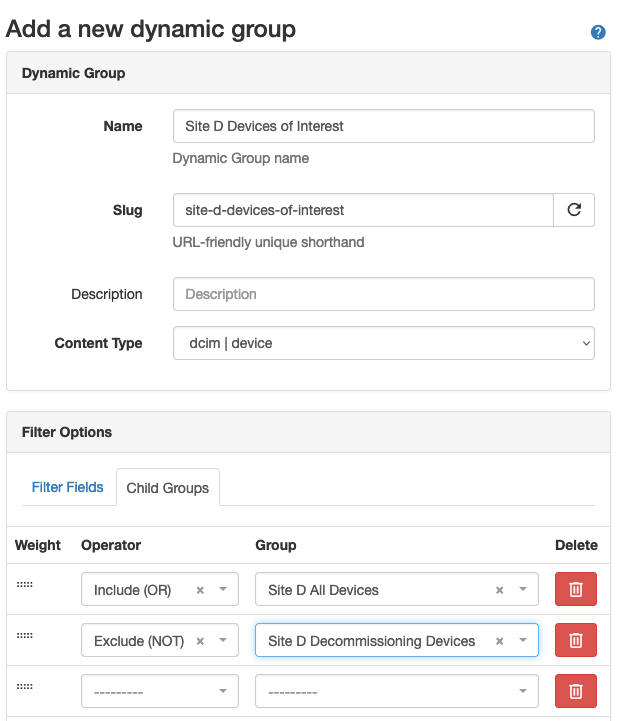 Add a new dynamic group
?
Dynamic Group
Name
Site D Devices of Interest
Dynamic Group name
Slug
site-d-devices-of-interest
URL-friendly unique shorthand
Description
Description
Content Type
dcim | device
Filter Options
Filter Fields
Child Groups
Weight Operator Group Delete
Include (OR) × Site D All Devices ×
Exclude (NOT) × Site D Decommissioning Devices ×
--------- ---------